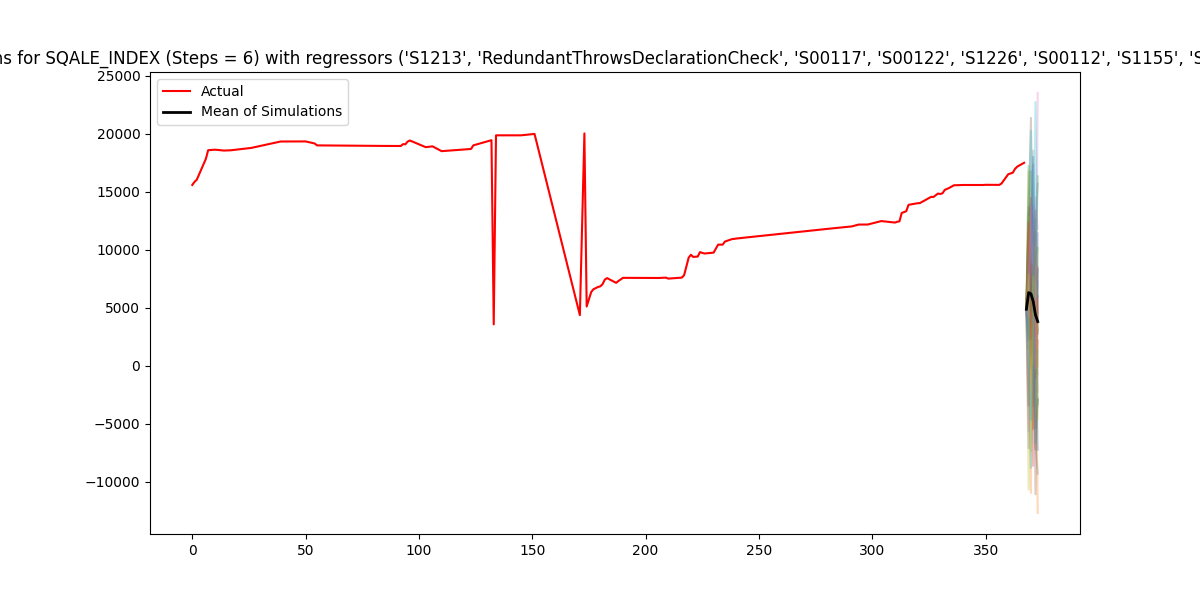 for SQALE_INDEX (Steps = 6) with regressors ('S1213', 'RedundantThrowsDeclarationCheck', 'S00117', 'S00122', 'S1226', 'S00112', 'S1155',
Actual
Mean of Simulations
25000
20000
15000
10000
5000
0
−5000
−10000
0 50 100 150 200 250 300 350